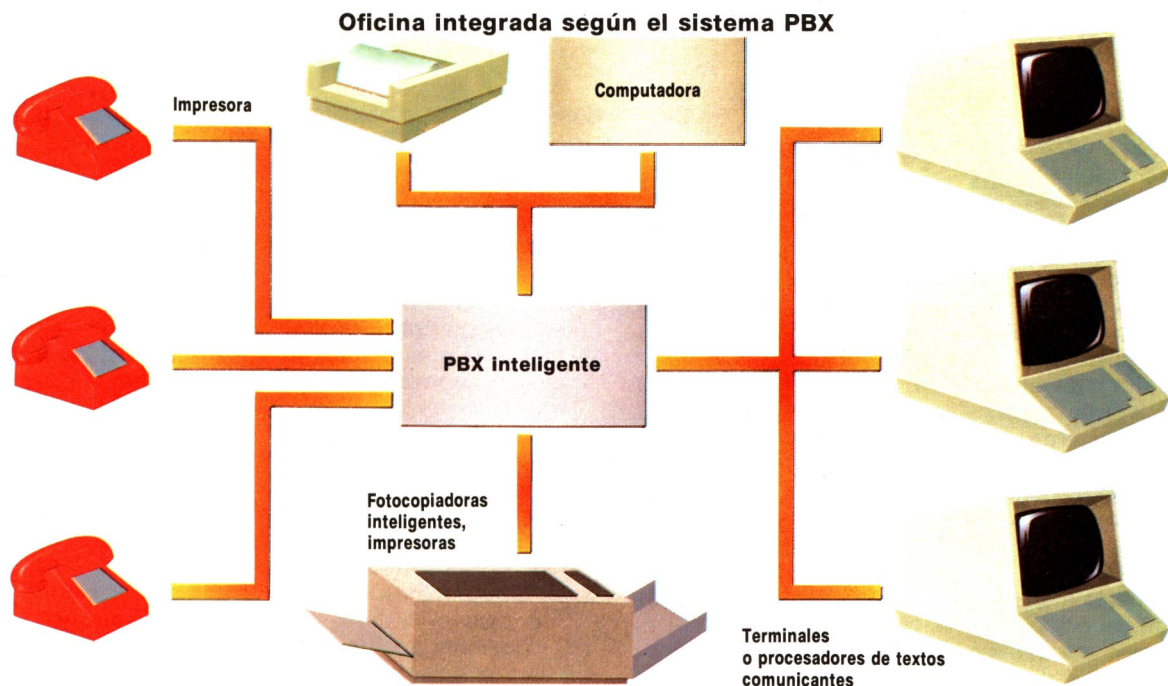 Oficina integrada según el sistema PBX
Impresora
Computadora
PBX inteligente
Fotocopiadoras
inteligentes,
impresoras
Terminales
o procesadores de textos
comunicantes